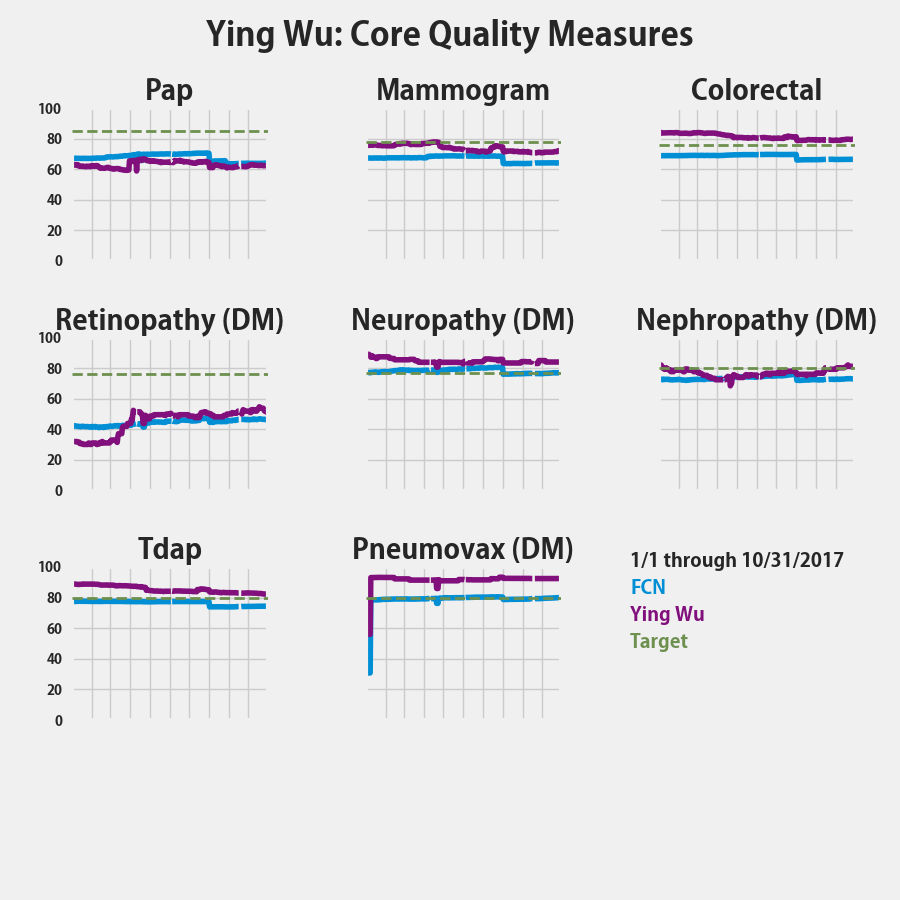 Ying Wu: Core Quality Measures
Pap
Mammogram
Colorectal
100
80
60
40
20
0
Retinopathy (DM)
Neuropathy (DM)
Nephropathy (DM)
100
80
60
40
20
0
Tdap
Pneumovax (DM)
100
80
60
40
20
0
1/1 through 10/31/2017
FCN
Ying Wu
Target